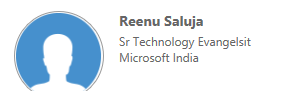 Reenu Saluja
Sr Technology Evangelsit
Microsoft India